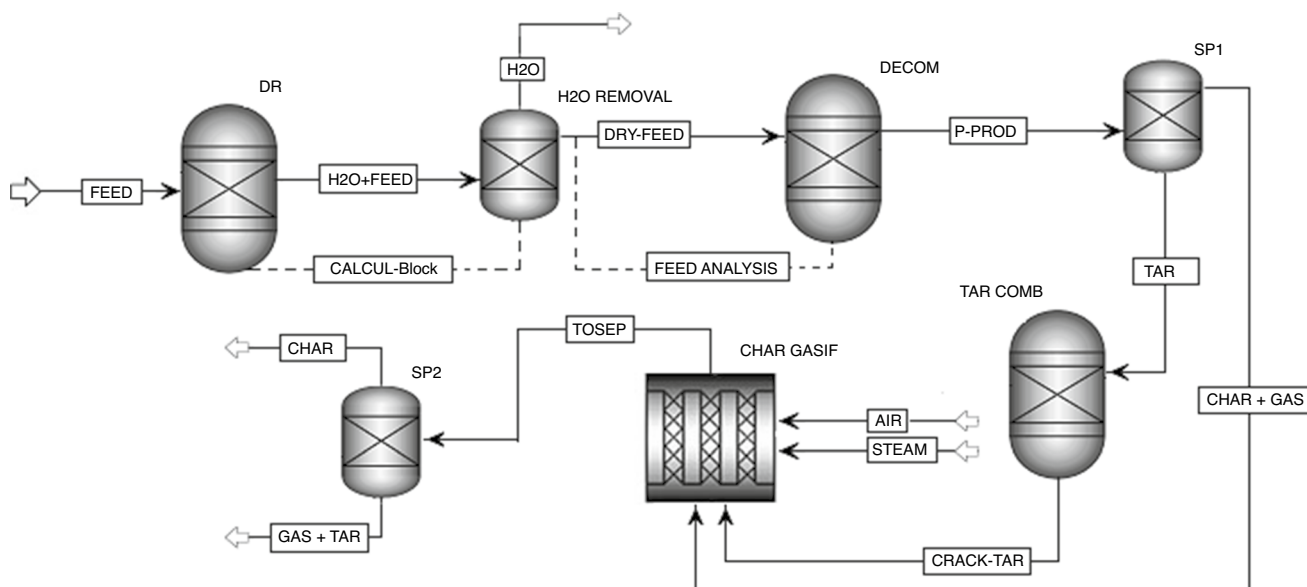 SP1
DR
H2O
H2O REMOVAL
DECOM
FEED
H2O+FEED
DRY-FEED
P-PROD
CALCUL-Block
FEED ANALYSIS
TAR
TAR COMB
TOSEP
CHAR
SP2
CHAR GASIF
AIR
STEAM
CHAR + GAS
GAS + TAR
CRACK-TAR